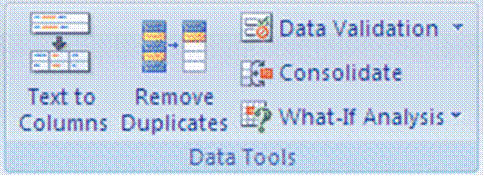 Text to
Columns
Remove
Duplicates
Data Validation
Consolidate
What-If Analysis
Data Tools